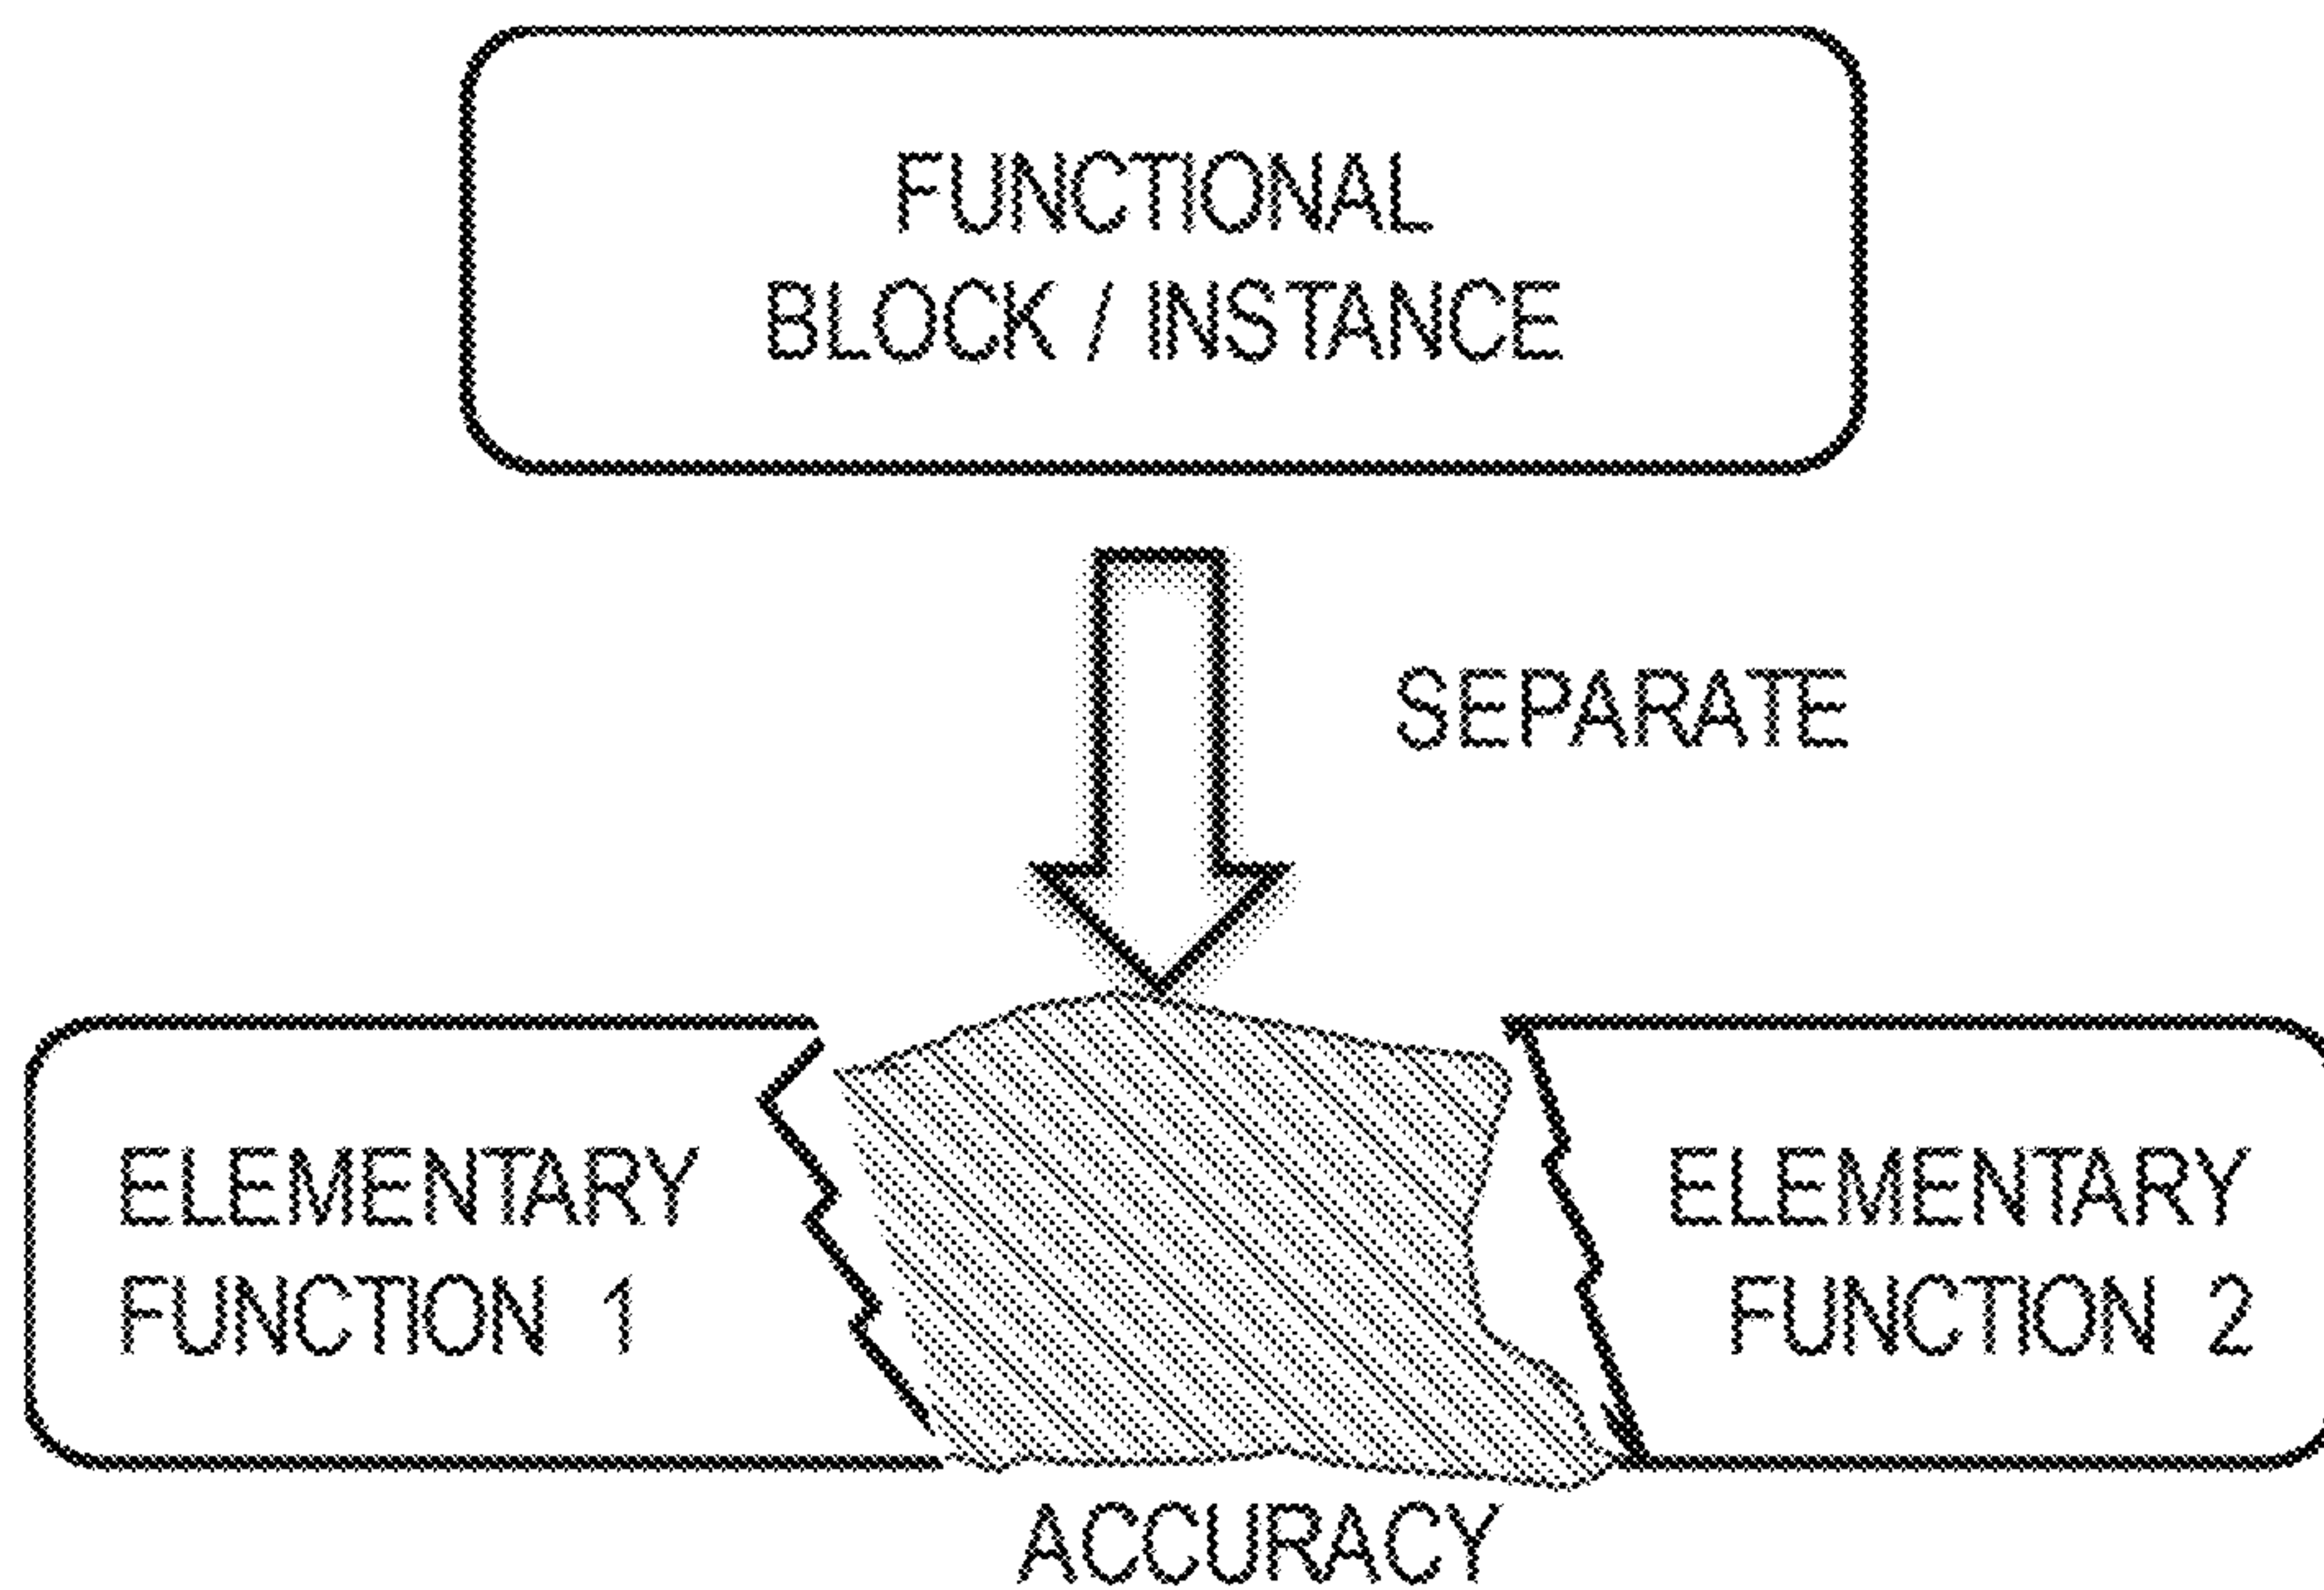 FUNCTIONAL
BLOCK / INSTANCE
SEPARATE
ELEMENTARY
FUNCTION 1
ELEMENTARY
FUNCTION 2
ACCURACY